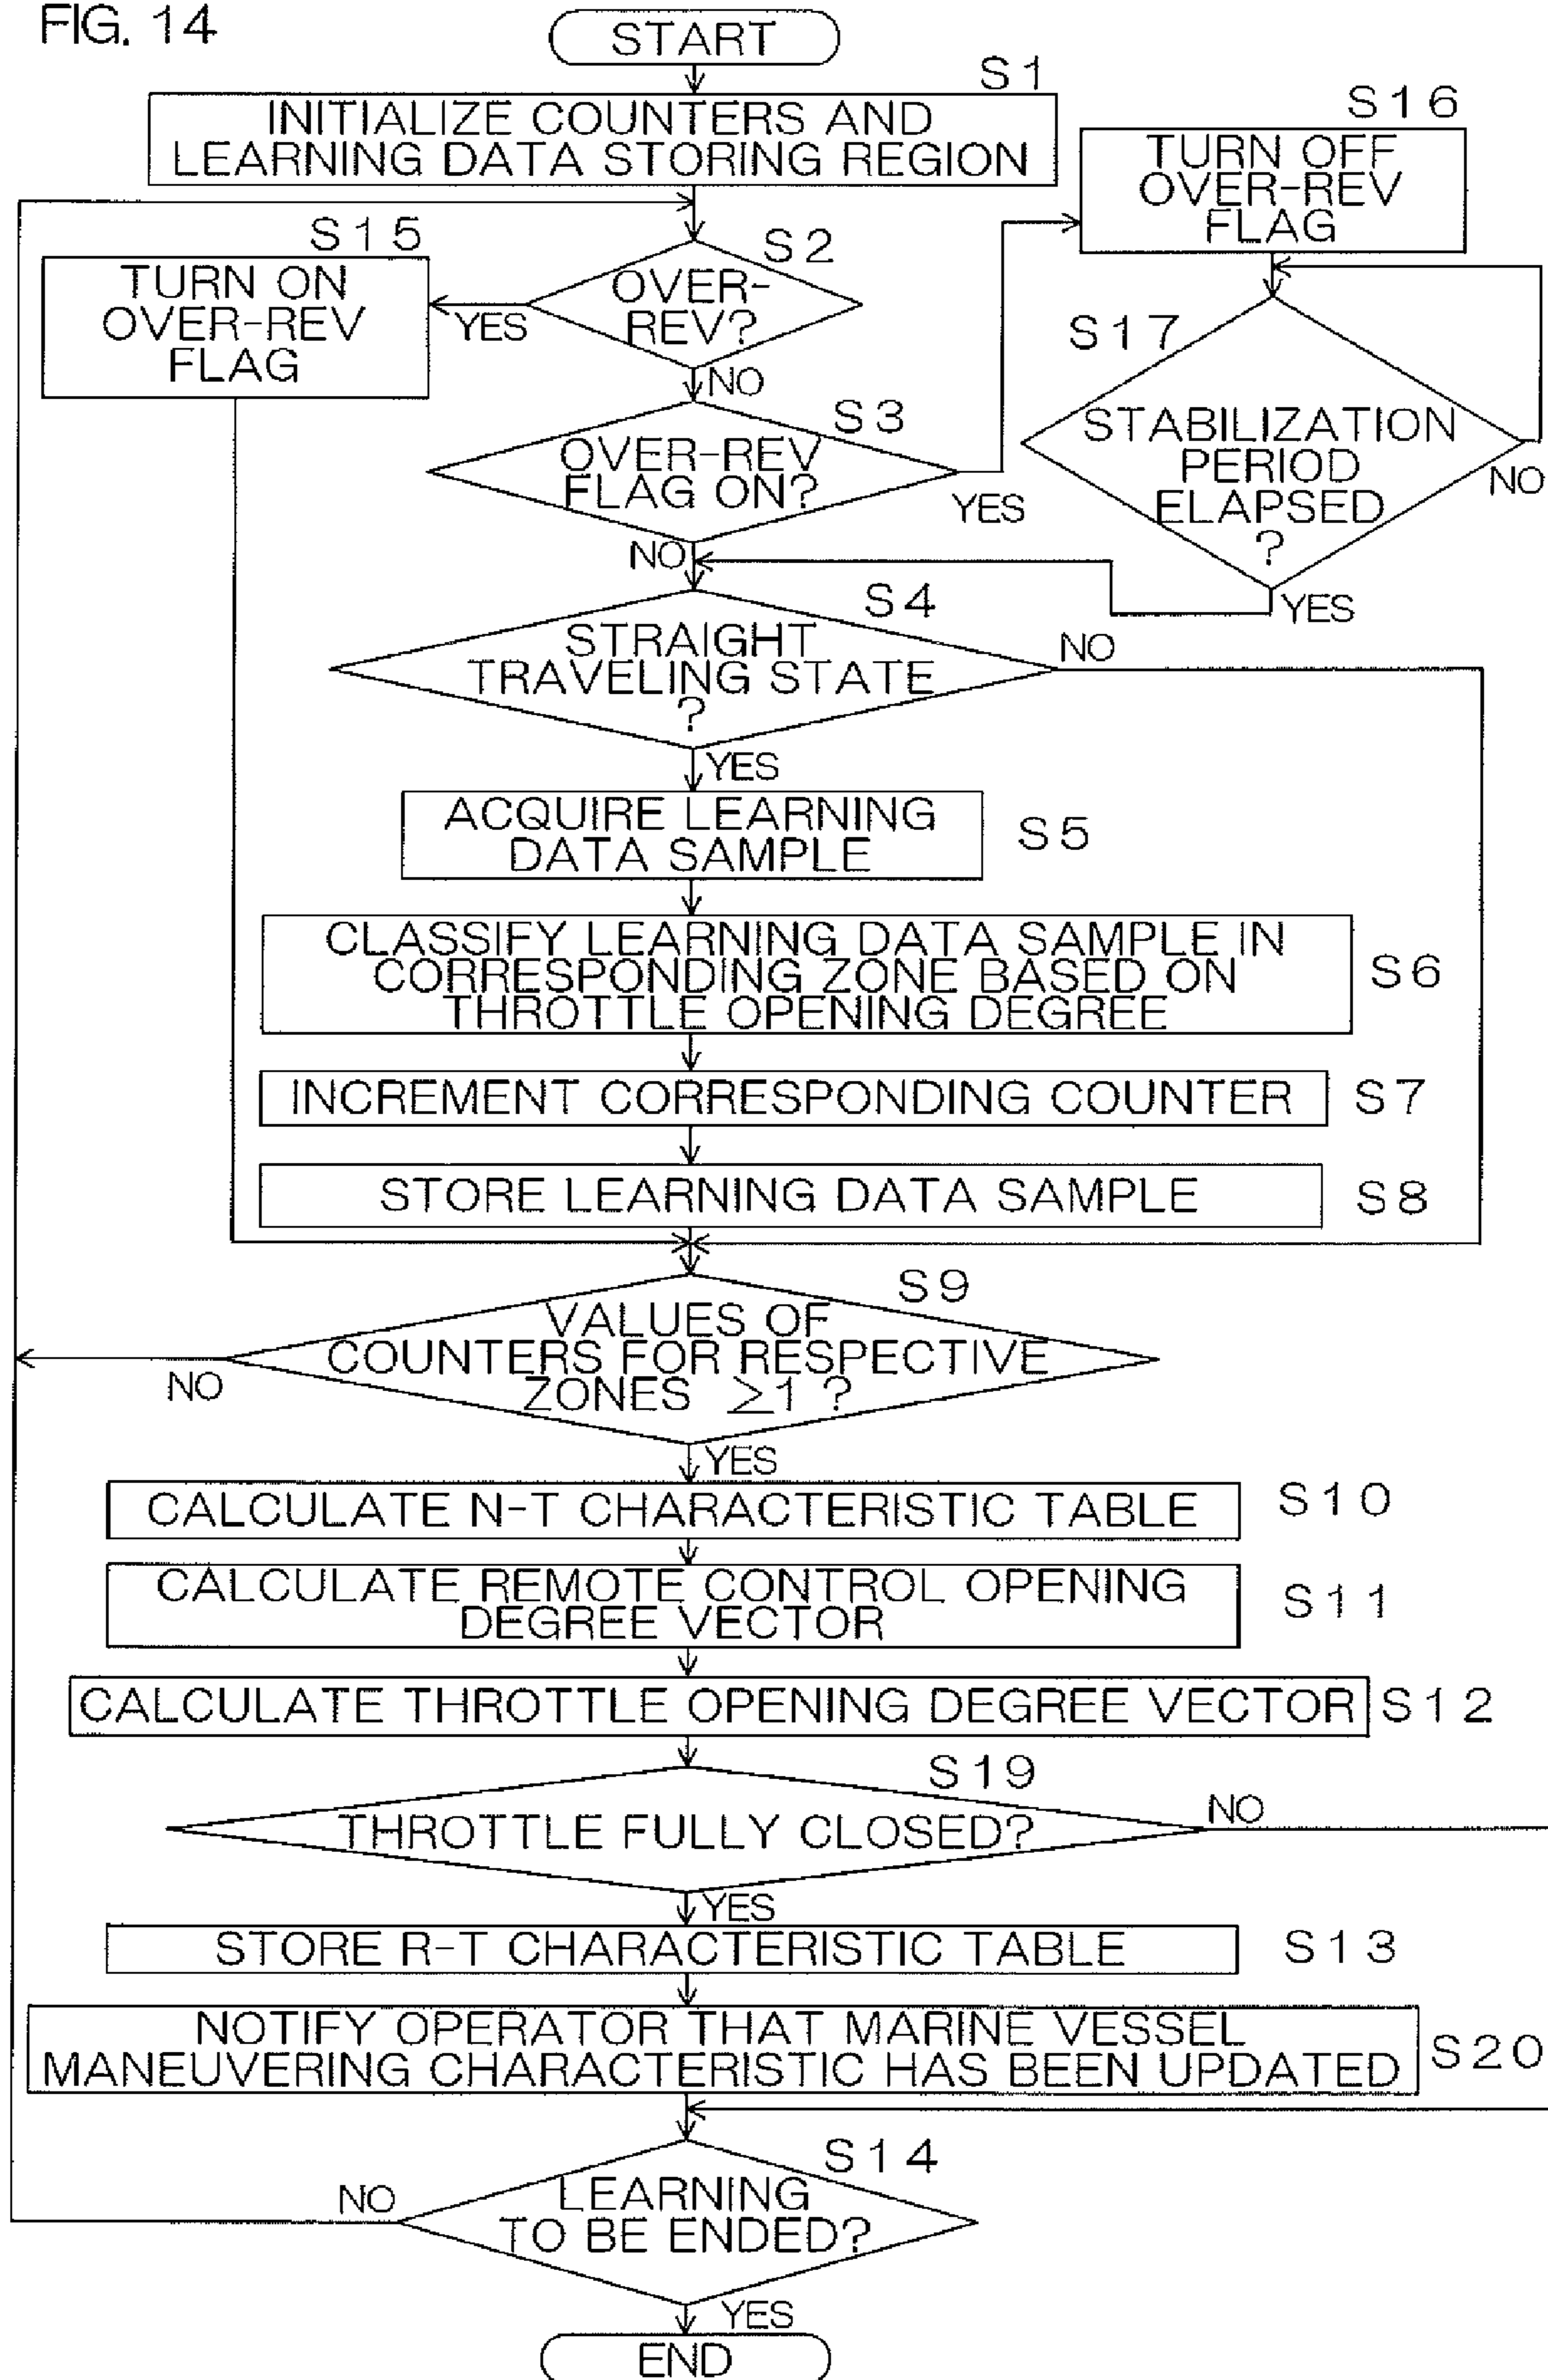 FIG. 14
START
S1
INITIALIZE COUNTERS AND
LEARNING DATA STORING REGION
S16
TURN OFF
OVER-REV
FLAG
S15
TURN ON
OVER-REV
FLAG
S2
OVER-
REV?
YES
NO
S17
STABILIZATION
PERIOD
ELAPSED
?
NO
YES
S3
OVER-REV
FLAG ON?
YES
NO
S4
STRAIGHT
TRAVELING STATE
?
NO
YES
ACQUIRE LEARNING
DATA SAMPLE
S5
CLASSIFY LEARNING DATA SAMPLE IN
CORRESPONDING ZONE BASED ON
THROTTLE OPENING DEGREE
S6
INCREMENT CORRESPONDING COUNTER
S7
STORE LEARNING DATA SAMPLE
S8
S9
VALUES OF
COUNTERS FOR RESPECTIVE
ZONES ≥1 ?
NO
YES
CALCULATE N-T CHARACTERISTIC TABLE
S10
CALCULATE REMOTE CONTROL OPENING
DEGREE VECTOR
S11
CALCULATE THROTTLE OPENING DEGREE VECTOR
S12
S19
THROTTLE FULLY CLOSED?
NO
YES
STORE R-T CHARACTERISTIC TABLE
S13
NOTIFY OPERATOR THAT MARINE VESSEL
MANEUVERING CHARACTERISTIC HAS BEEN UPDATED
S20
S14
LEARNING
TO BE ENDED?
NO
YES
END